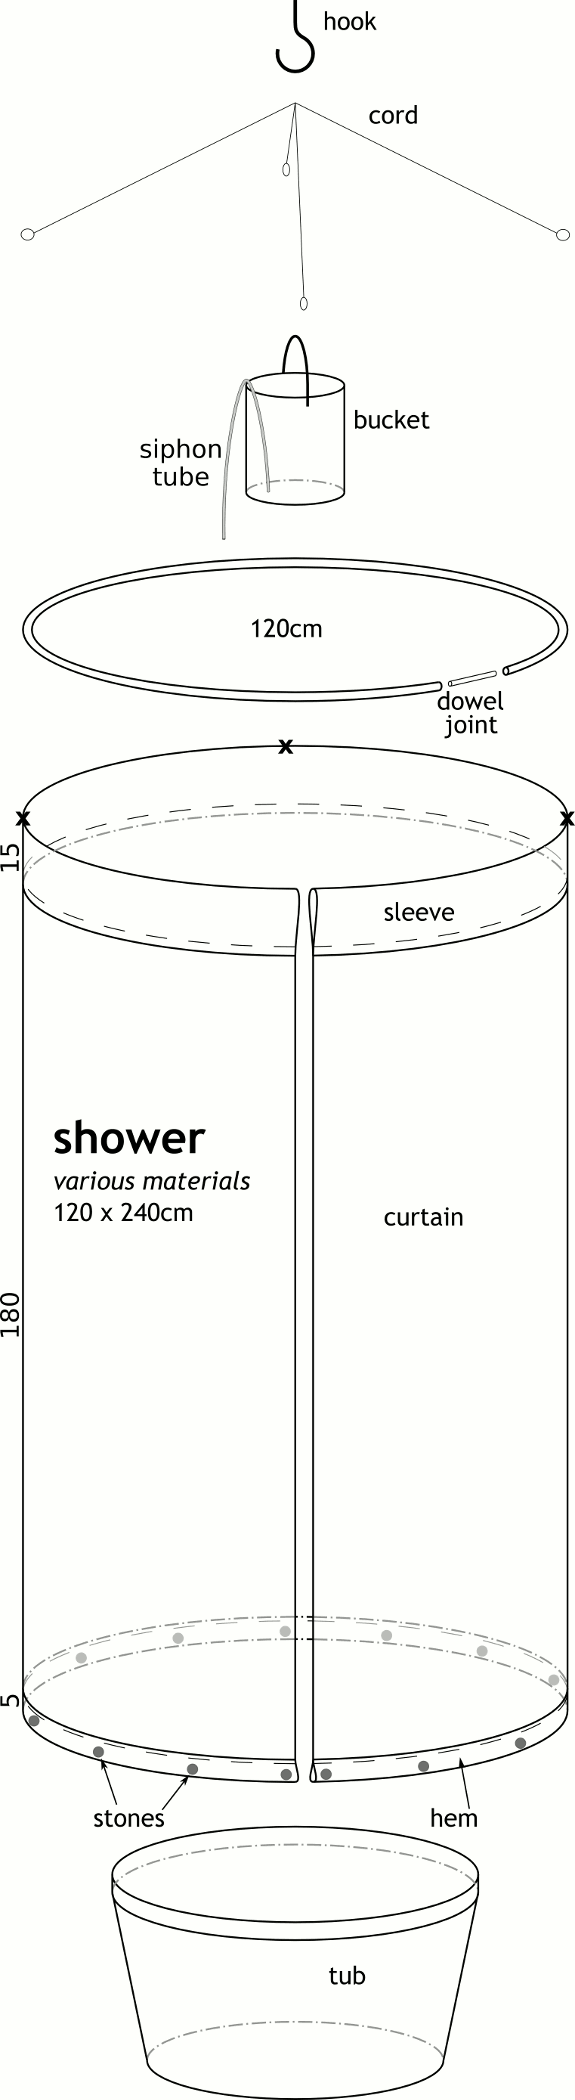 hook
cord
bucket
siphon
tube
120cm
dowel
joint
x
x
x
15
sleeve
shower
various materials
120 x 240cm
curtain
180
5
stones
hem
tub